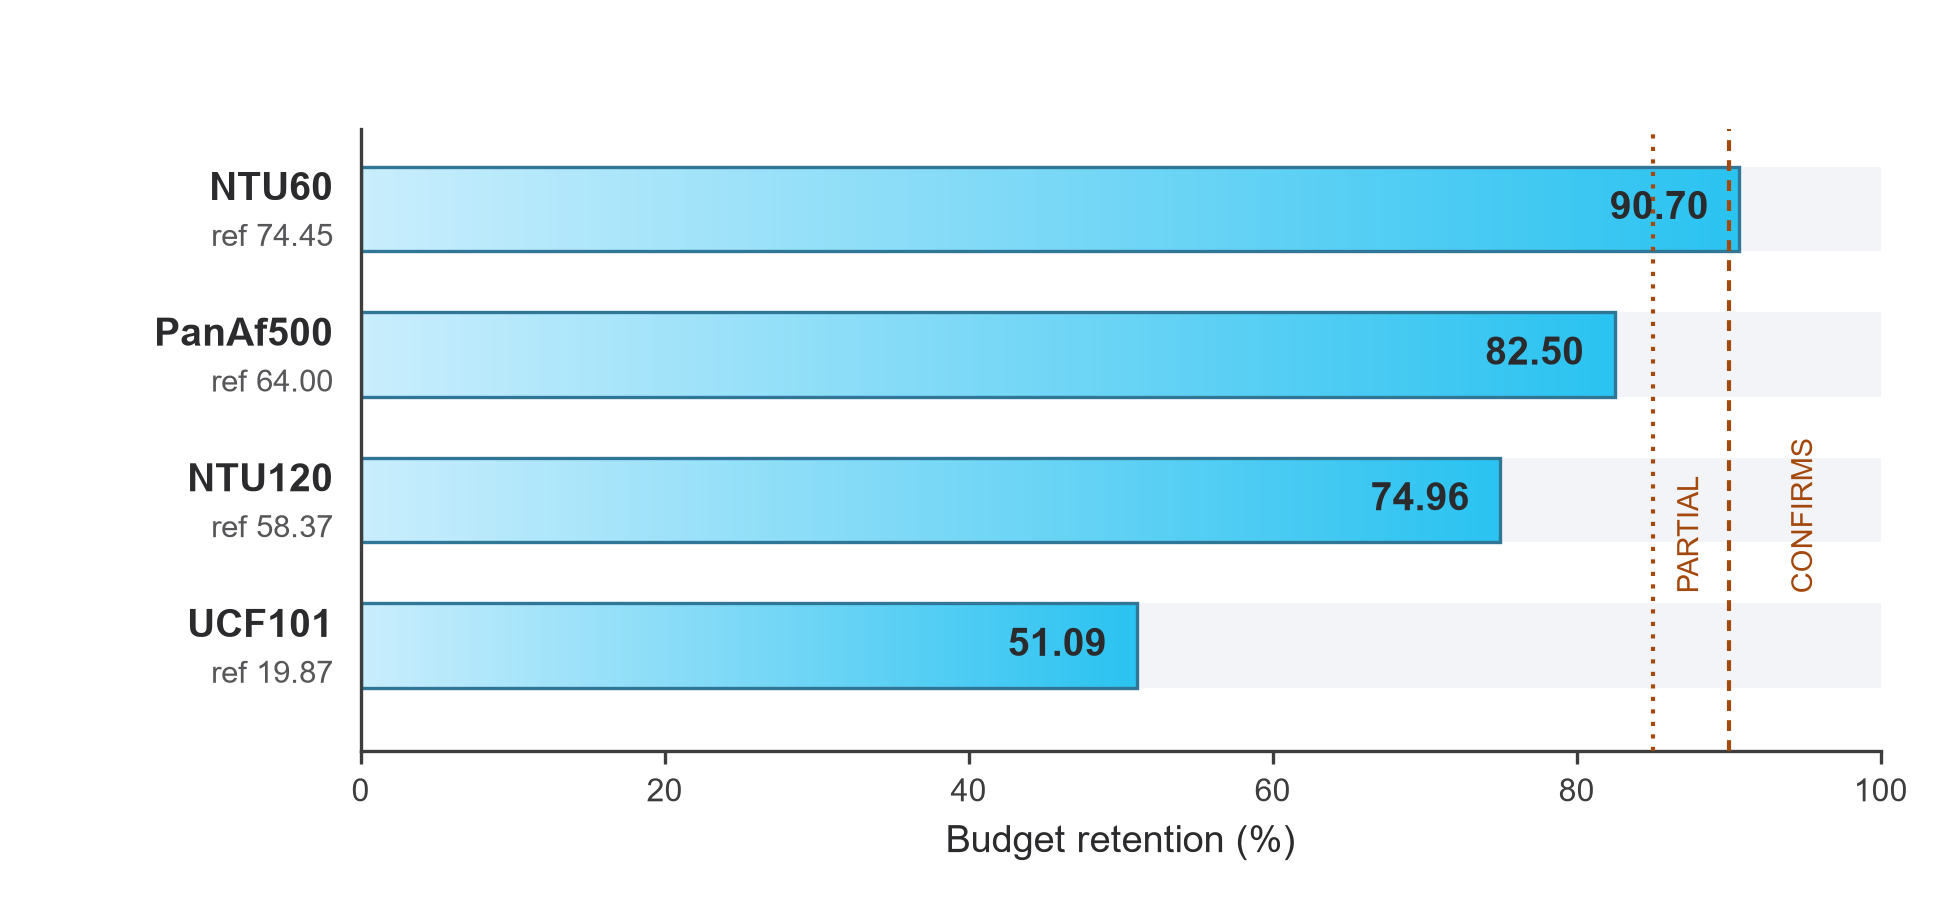 NTU60
ref 74.45
90.70
PanAf500
ref 64.00
82.50
NTU120
ref 58.37
74.96
PARTIAL
CONFIRMS
UCF101
ref 19.87
51.09
0 20 40 60 80 100
Budget retention (%)